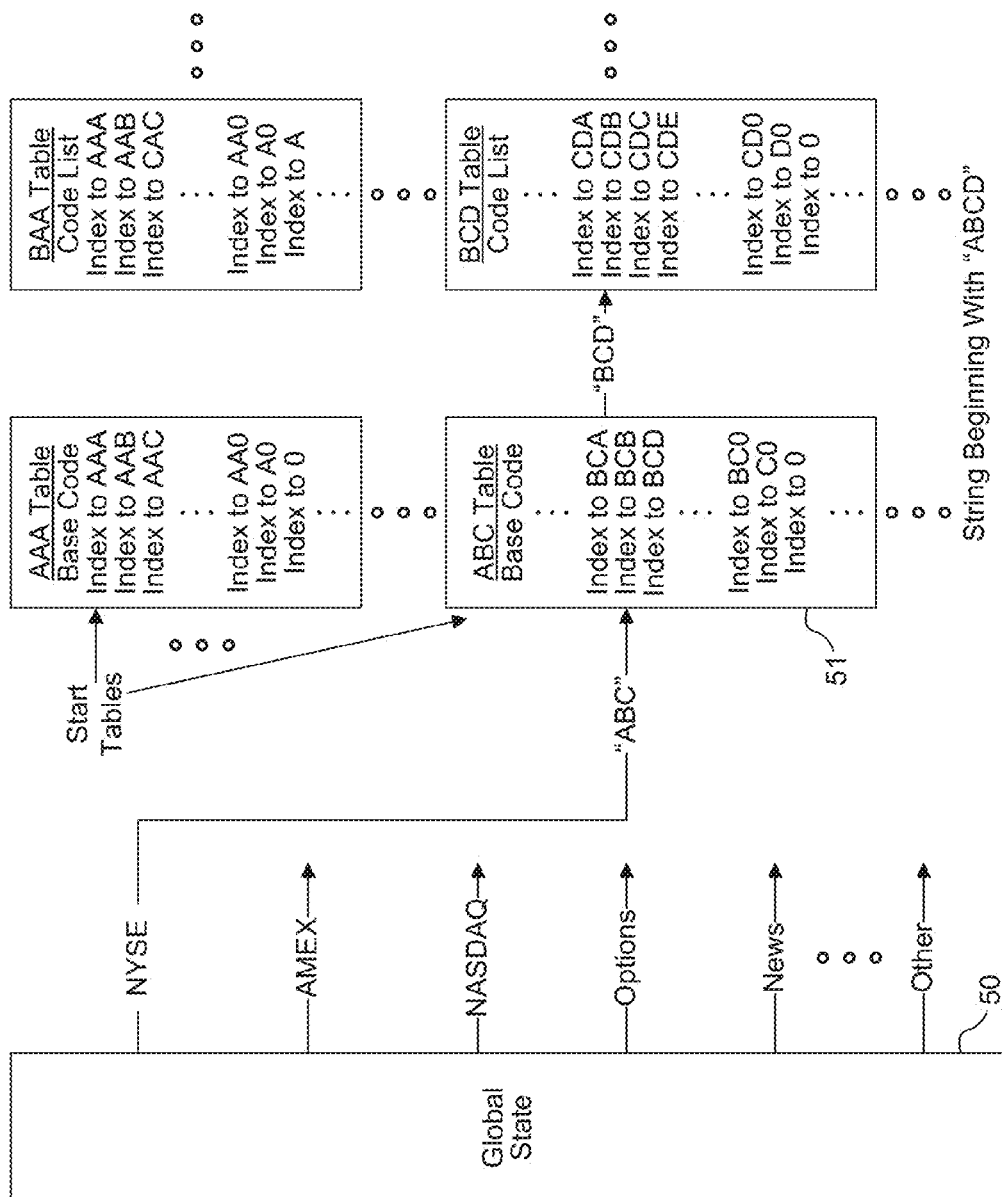 Global
State
50
NYSE
AMEX
NASDAQ
Options
News
Other
Start
Tables
"ABC"
AAA Table
Base Code
Index to AAA
Index to AAB
Index to AAC
Index to AA0
Index to A0
Index to 0
ABC Table
Base Code
Index to BCA
Index to BCB
Index to BCD
Index to BC0
Index to C0
Index to 0
51
"BCD"
BAA Table
Code List
Index to AAA
Index to AAB
Index to CAC
Index to AA0
Index to A0
Index to A
BCD Table
Code List
Index to CDA
Index to CDB
Index to CDC
Index to CDE
Index to CD0
Index to D0
Index to 0
String Beginning With "ABCD"